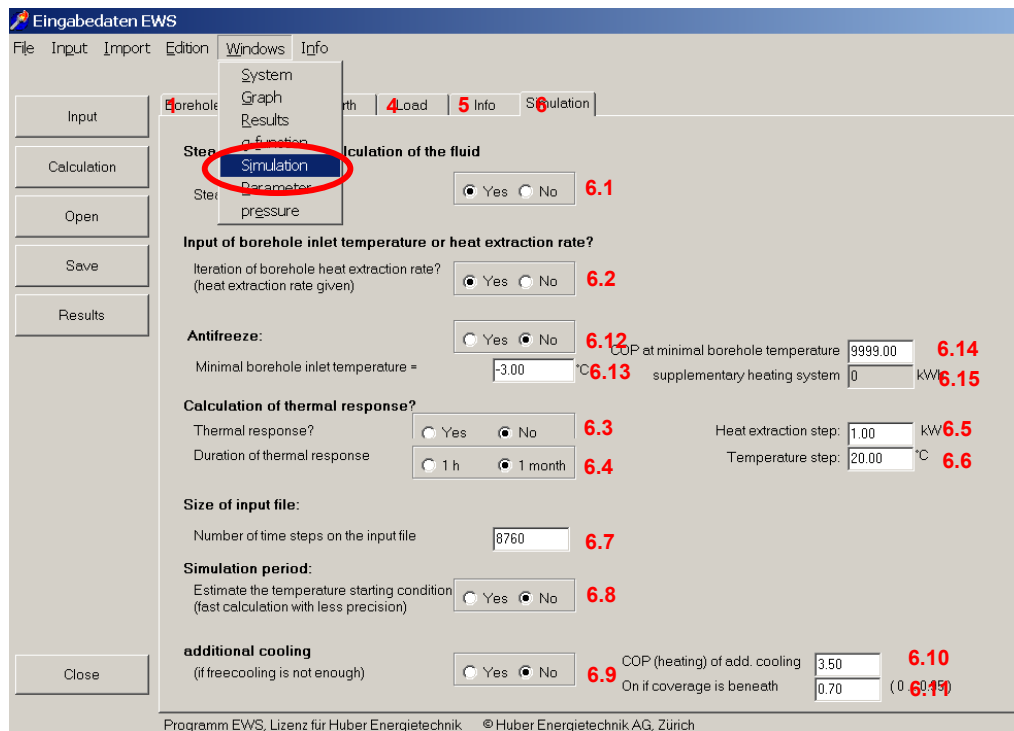 Eingabedaten EWS
File Input Import Edition Windows Info
System
Graph
Results
g-function
Simulation
Parameter
pressure
Input
Calculation
Open
Save
Results
Close
Borehole 1 rth 4 Load 5 Info 6 Simulation
lculation of the fluid
Yes No 6.1
Input of borehole inlet temperature or heat extraction rate?
Iteration of borehole heat extraction rate?
(heat extraction rate given)
Yes No 6.2
Antifreeze: Yes No 6.12
Minimal borehole inlet temperature = -3.00 °C 6.13
COP at minimal borehole temperature 9999.00 6.14
supplementary heating system 0 kWh 6.15
Calculation of thermal response?
Thermal response? Yes No 6.3
Heat extraction step: 1.00 kW 6.5
Duration of thermal response 1 h 1 month 6.4
Temperature step: 20.00 °C 6.6
Size of input file:
Number of time steps on the input file 8760 6.7
Simulation period:
Estimate the temperature starting condition
(fast calculation with less precision)
Yes No 6.8
additional cooling
(if freecooling is not enough) Yes No 6.9
COP (heating) of add. cooling 3.50 6.10
On if coverage is beneath 0.70 6.11
Programm EWS, Lizenz für Huber Energietechnik © Huber Energietechnik AG, Zürich